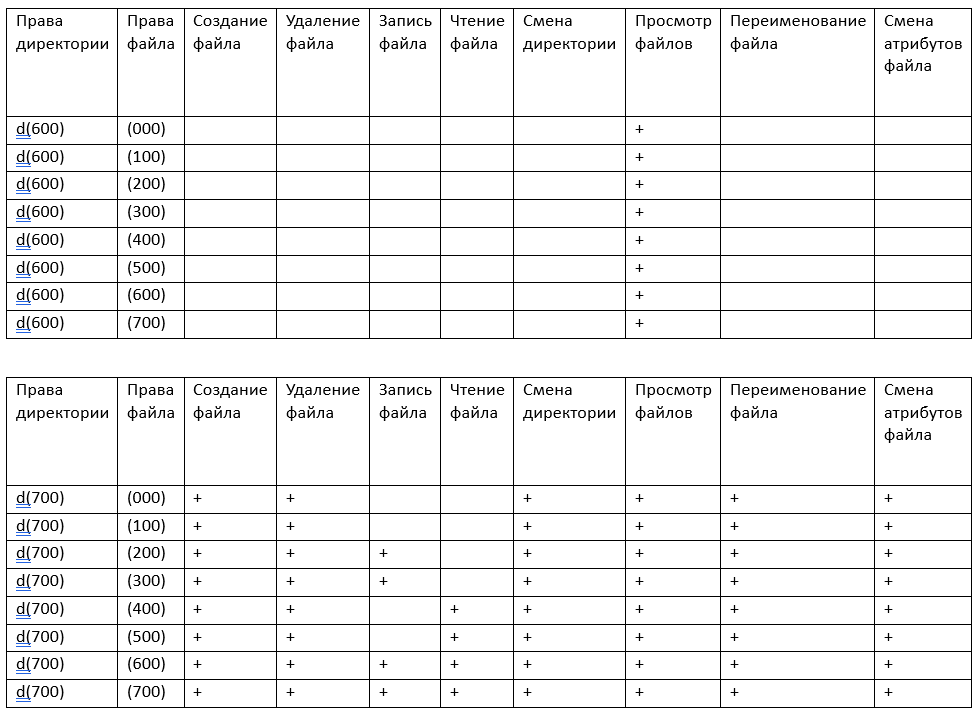 Права директории | Права файла | Создание файла | Удаление файла | Запись файла | Чтение файла | Смена директории | Просмотр файлов | Переименование файла | Смена атрибутов файла
d(600) | (000) | | | | | | + | |
d(600) | (100) | | | | | | + | |
d(600) | (200) | | | | | | + | |
d(600) | (300) | | | | | | + | |
d(600) | (400) | | | | | | + | |
d(600) | (500) | | | | | | + | |
d(600) | (600) | | | | | | + | |
d(600) | (700) | | | | | | + | |
Права директории | Права файла | Создание файла | Удаление файла | Запись файла | Чтение файла | Смена директории | Просмотр файлов | Переименование файла | Смена атрибутов файла
d(700) | (000) | + | + | | | + | + | + | +
d(700) | (100) | + | + | | | + | + | + | +
d(700) | (200) | + | + | + | | + | + | + | +
d(700) | (300) | + | + | + | | + | + | + | +
d(700) | (400) | + | + | | + | + | + | + | +
d(700) | (500) | + | + | | + | + | + | + | +
d(700) | (600) | + | + | + | + | + | + | + | +
d(700) | (700) | + | + | + | + | + | + | + | +